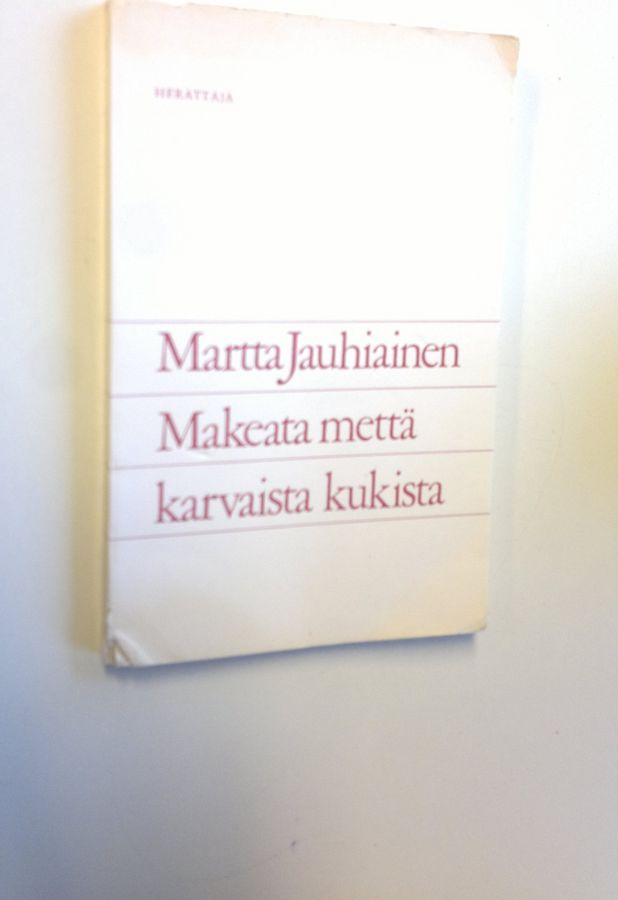 HERÄTTÄJÄ
Martta Jauhiainen
Makeata mettä
karvaista kukista